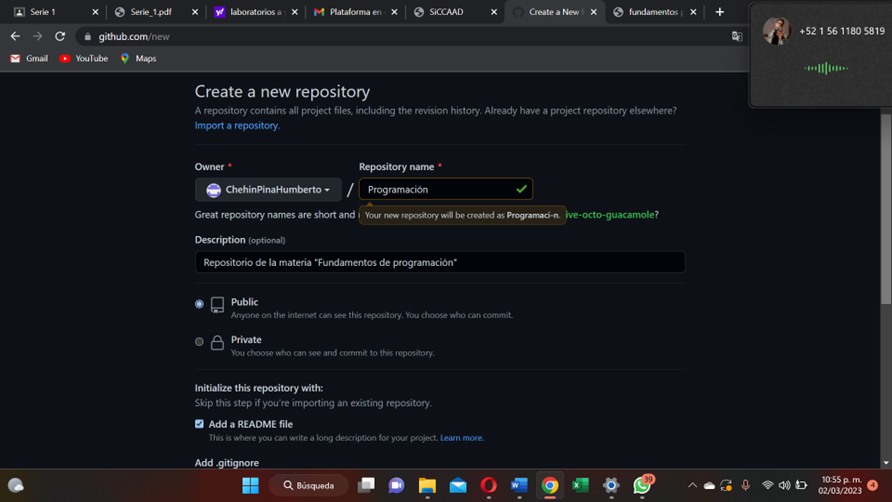 Serie 1
Serie_1.pdf
laboratorios a
Plataforma en
SiCCAAD
Create a New
fundamentos
+52 1 56 1180 5819
github.com/new
Gmail
YouTube
Maps
Create a new repository
A repository contains all project files, including the revision history. Already have a project repository elsewhere?
Import a repository.
Owner *
Repository name *
ChehinPinaHumberto
/
Programación
Great repository names are short and
Your new repository will be created as Programaci-n.
ive-octo-guacamole?
Description (optional)
Repositorio de la materia "Fundamentos de programación"
Public
Anyone on the internet can see this repository. You choose who can commit.
Private
You choose who can see and commit to this repository.
Initialize this repository with:
Skip this step if you're importing an existing repository.
Add a README file
This is where you can write a long description for your project. Learn more.
Add .gitignore
Búsqueda
39
10:55 p. m.
02/03/2023
4